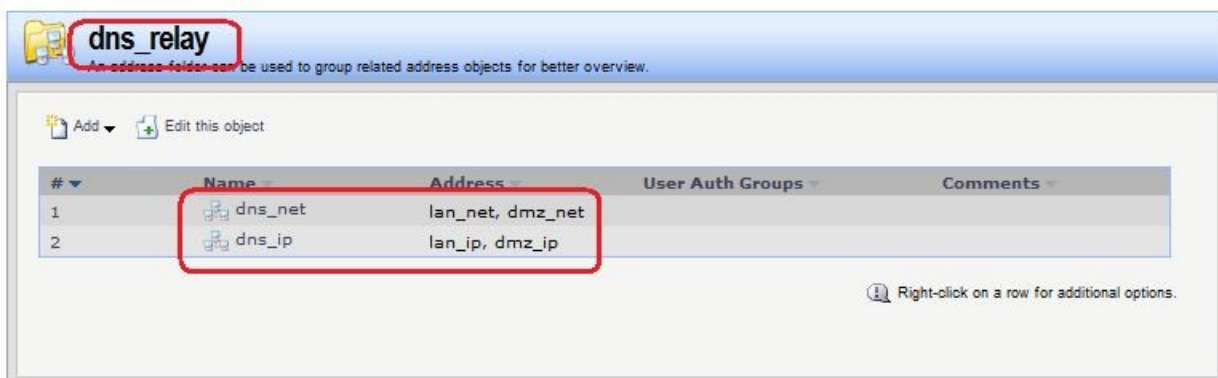 dns_relay
An address folder can be used to group related address objects for better overview.
Add Edit this object
# Name Address User Auth Groups Comments
1 dns_net lan_net, dmz_net
2 dns_ip lan_ip, dmz_ip
Right-click on a row for additional options.